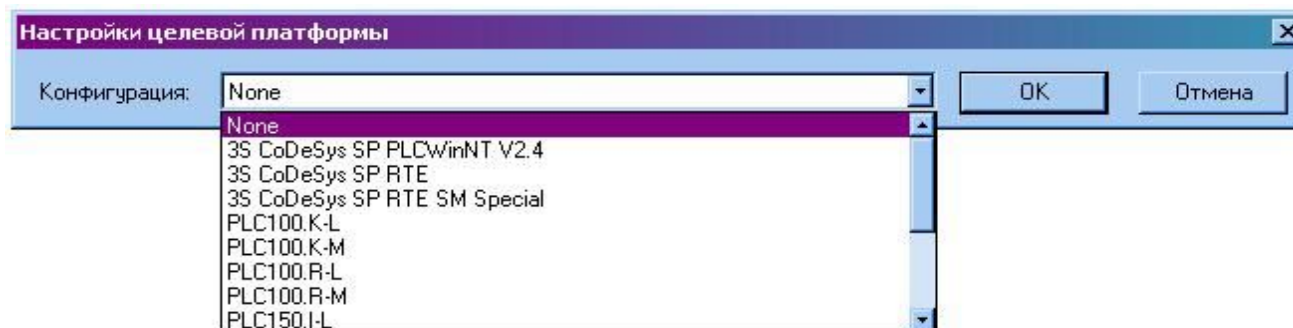 Настройки целевой платформы
Конфигурация: None OK Отмена
None
3S CoDeSys SP PLCWinNT V2.4
3S CoDeSys SP RTE
3S CoDeSys SP RTE SM Special
PLC100.K-L
PLC100.K-M
PLC100.R-L
PLC100.R-M
PLC150.I-L